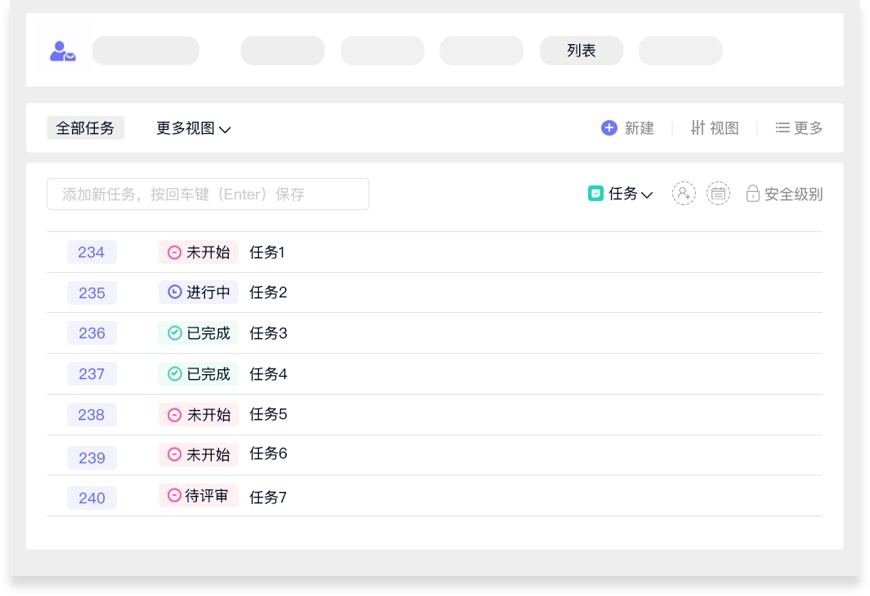 列表
全部任务 更多视图 新建 视图 更多
添加新任务，按回车键（Enter）保存 任务 安全级别
234 未开始 任务1
235 进行中 任务2
236 已完成 任务3
237 已完成 任务4
238 未开始 任务5
239 未开始 任务6
240 待评审 任务7